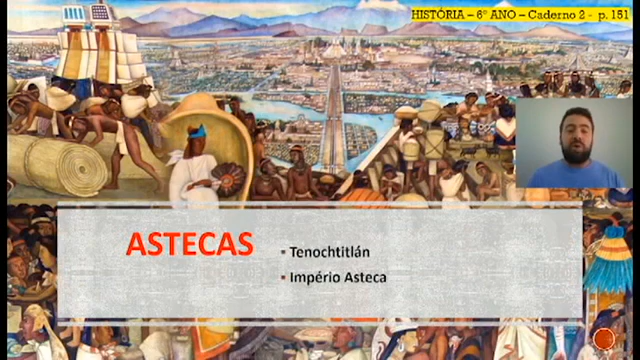 HISTÓRIA – 6º ANO – Caderno 2 - p. 151
ASTECAS
▪ Tenochtitlán
▪ Império Asteca